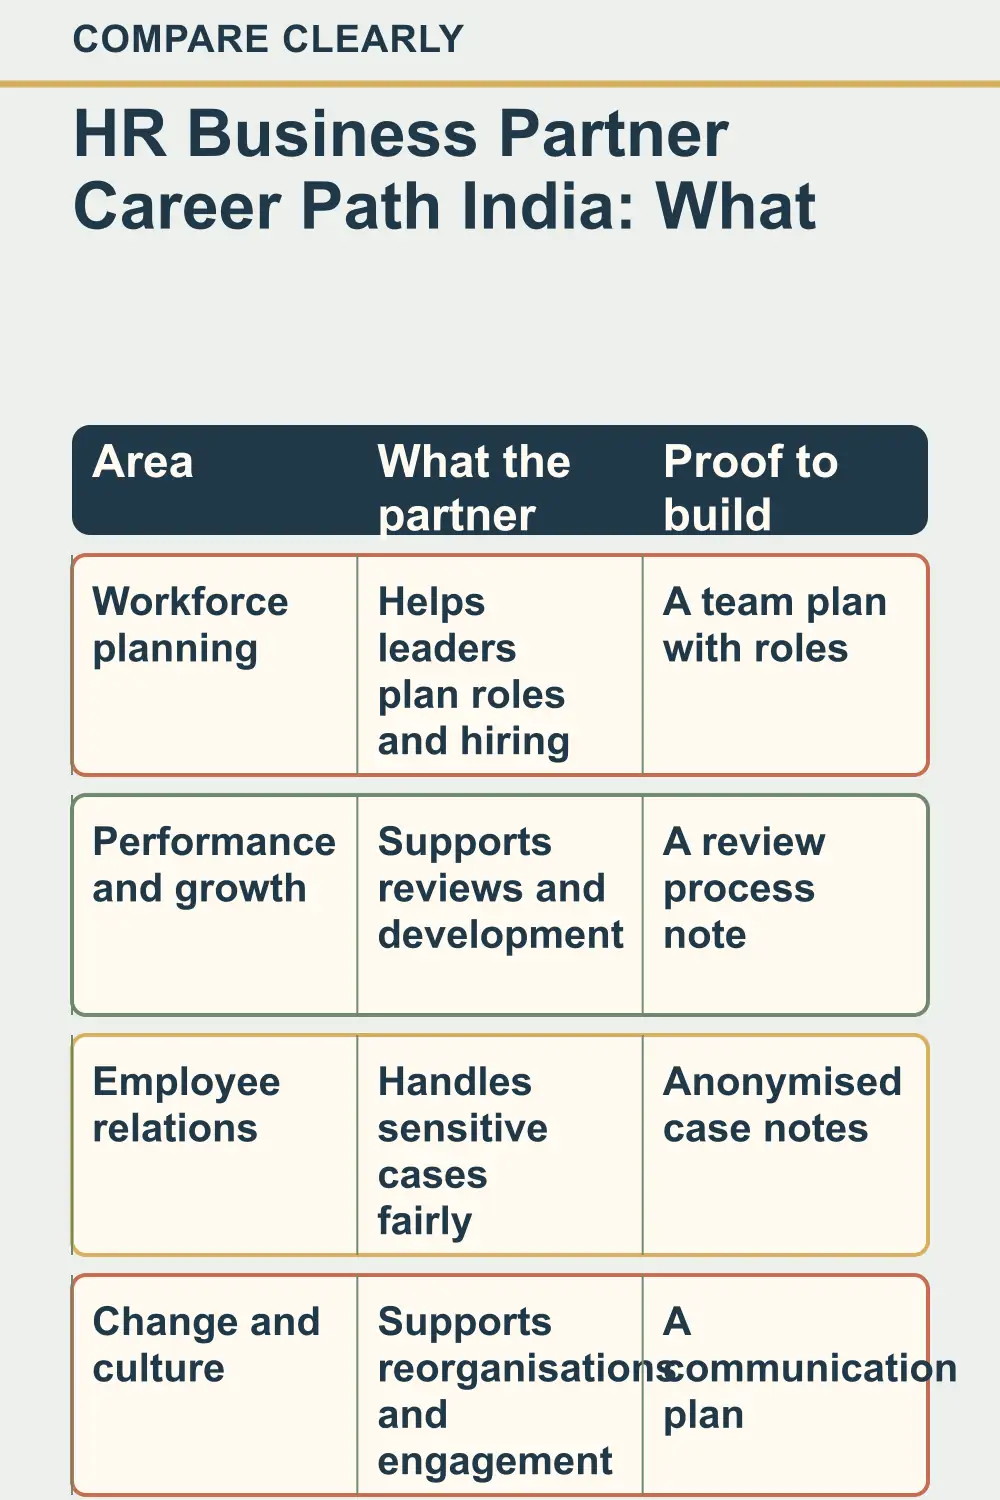 COMPARE CLEARLY
HR Business Partner
Career Path India: What
Area
What the
partner
Proof to
build
Workforce
planning
Helps
leaders
plan roles
and hiring
A team plan
with roles
Performance
and growth
Supports
reviews and
development
A review
process
note
Employee
relations
Handles
sensitive
cases
fairly
Anonymised
case notes
Change and
culture
Supports
reorganisations
and
engagement
A
communication
plan